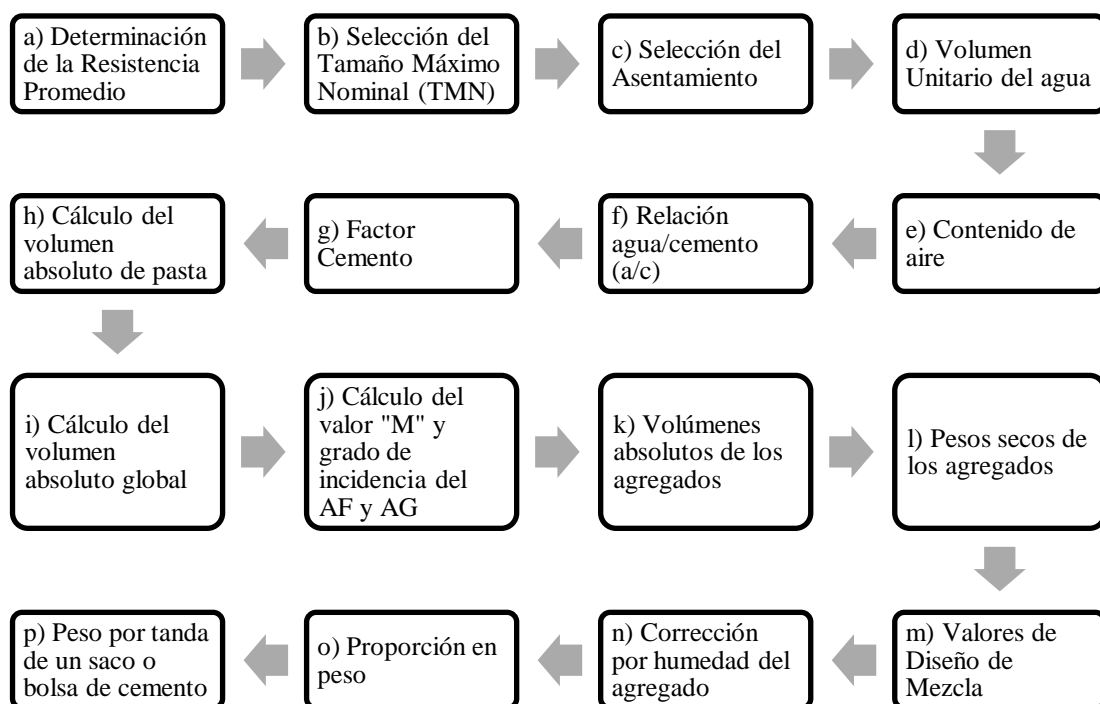 a) Determinación
de la Resistencia
Promedio
b) Selección del
Tamaño Máximo
Nominal (TMN)
c) Selección del
Asentamiento
d) Volumen
Unitario del agua
e) Contenido de
aire
f) Relación
agua/cemento
(a/c)
g) Factor
Cemento
h) Cálculo del
volumen
absoluto de pasta
i) Cálculo del
volumen
absoluto global
j) Cálculo del
valor "M" y
grado de
incidencia del
AF y AG
k) Volúmenes
absolutos de los
agregados
l) Pesos secos de
los agregados
m) Valores de
Diseño de
Mezcla
n) Corrección
por humedad del
agregado
o) Proporción en
peso
p) Peso por tanda
de un saco o
bolsa de cemento